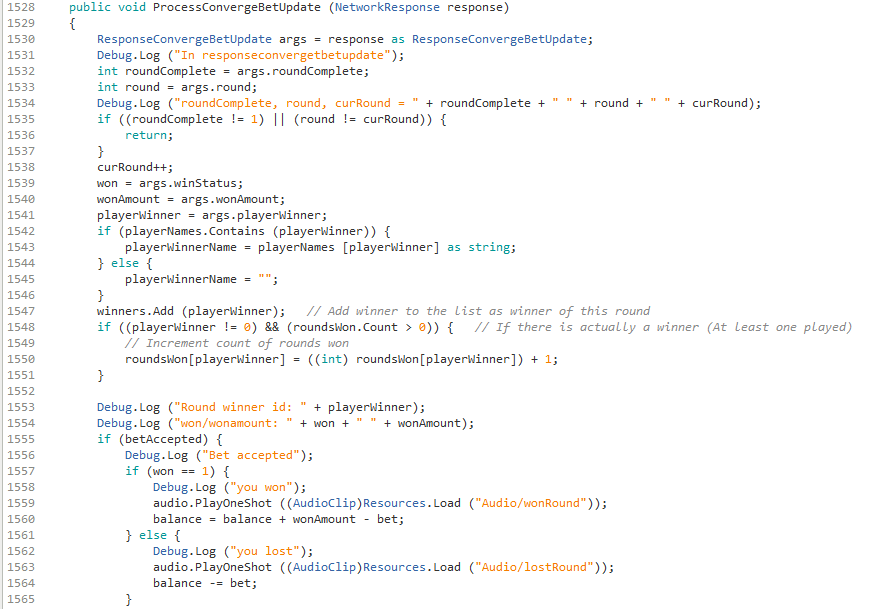 1528 public void ProcessConvergeBetUpdate (NetworkResponse response)
1529 {
1530 ResponseConvergeBetUpdate args = response as ResponseConvergeBetUpdate;
1531 Debug.Log ("In responseconvergetbetupdate");
1532 int roundComplete = args.roundComplete;
1533 int round = args.round;
1534 Debug.Log ("roundComplete, round, curRound = " + roundComplete + " " + round + " " + curRound);
1535 if ((roundComplete != 1) || (round != curRound)) {
1536 return;
1537 }
1538 curRound++;
1539 won = args.winStatus;
1540 wonAmount = args.wonAmount;
1541 playerWinner = args.playerWinner;
1542 if (playerNames.Contains (playerWinner)) {
1543 playerWinnerName = playerNames [playerWinner] as string;
1544 } else {
1545 playerWinnerName = "";
1546 }
1547 winners.Add (playerWinner); // Add winner to the list as winner of this round
1548 if ((playerWinner != 0) && (roundsWon.Count > 0)) { // If there is actually a winner (At least one played)
1549 // Increment count of rounds won
1550 roundsWon[playerWinner] = ((int) roundsWon[playerWinner]) + 1;
1551 }
1552
1553 Debug.Log ("Round winner id: " + playerWinner);
1554 Debug.Log ("won/wonamount: " + won + " " + wonAmount);
1555 if (betAccepted) {
1556 Debug.Log ("Bet accepted");
1557 if (won == 1) {
1558 Debug.Log ("you won");
1559 audio.PlayOneShot ((AudioClip)Resources.Load ("Audio/wonRound"));
1560 balance = balance + wonAmount - bet;
1561 } else {
1562 Debug.Log ("you lost");
1563 audio.PlayOneShot ((AudioClip)Resources.Load ("Audio/lostRound"));
1564 balance -= bet;
1565 }